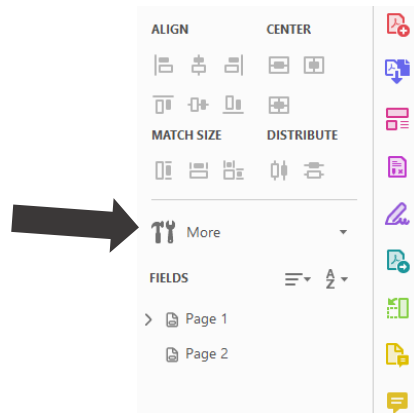 ALIGN CENTER
MATCH SIZE DISTRIBUTE
More
FIELDS
Page 1
Page 2